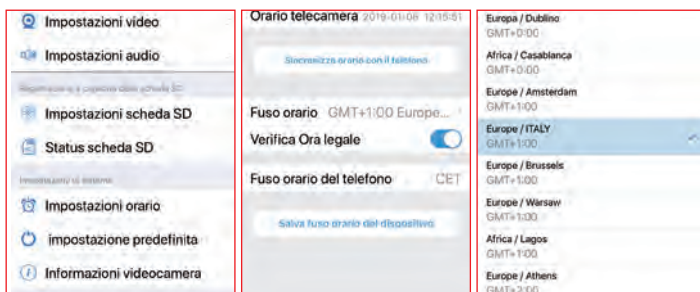 Impostazioni video
Impostazioni audio
Impostazioni scheda SD
Status scheda SD
Impostazioni orario
impostazione predefinita
Informazioni videocamera
Orario telecamera 2019-01-06 12:15:51
Sincronizza orario con il telefono
Fuso orario GMT+1:00 Europe...
Verifica Ora legale
Fuso orario del telefono CET
Salva fuso orario del dispositivo
Europa / Dublino
GMT+0:00
Africa / Casablanca
GMT+0:00
Europe / Amsterdam
GMT+1:00
Europe / ITALY
GMT+1:00
Europe / Brussels
GMT+1:00
Europe / Warsaw
GMT+1:00
Africa / Lagos
GMT+1:00
Europe / Athens
GMT+2:00